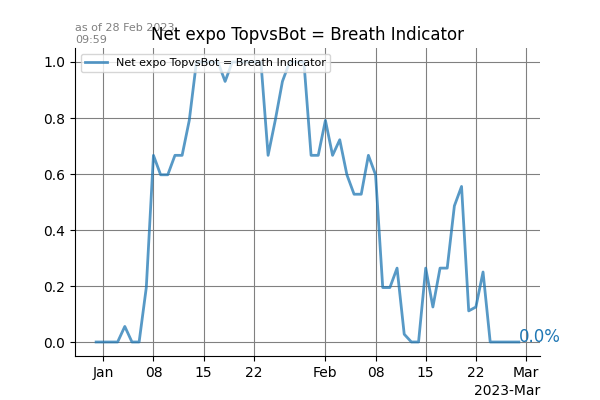 as of 28 Feb 2023
09:59
Net expo TopvsBot = Breath Indicator
Net expo TopvsBot = Breath Indicator
1.0
0.8
0.6
0.4
0.2
0.0
0.0%
Jan 08 15 22 Feb 08 15 22 Mar
2023-Mar